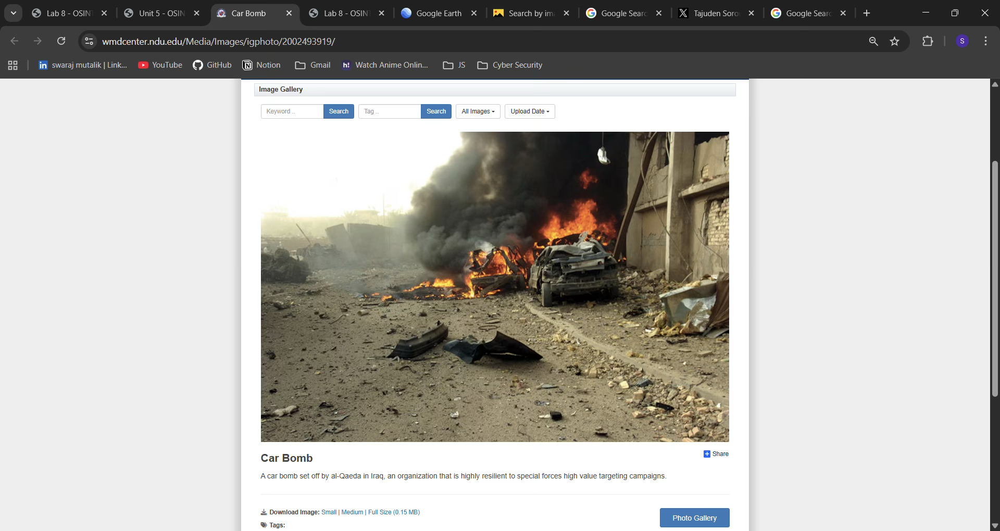 Lab 8 - OSIN
Unit 5 - OSIN
Car Bomb
Lab 8 - OSIN
Google Earth
Search by im
Google Searc
Tajuden Soro
Google Searc
wmdcenter.ndu.edu/Media/Images/igphoto/2002493919/
S
in swaraj mutalik | Link...
YouTube
GitHub
Notion
Gmail
h! Watch Anime Onlin...
JS
Cyber Security
Image Gallery
Keyword ..
Search
Tag ..
Search
All Images
Upload Date
Car Bomb
Share
A car bomb set off by al-Qaeda in Iraq, an organization that is highly resilient to special forces high value targeting campaigns.
Download Image: Small | Medium | Full Size (0.15 MB)
Photo Gallery
Tags: